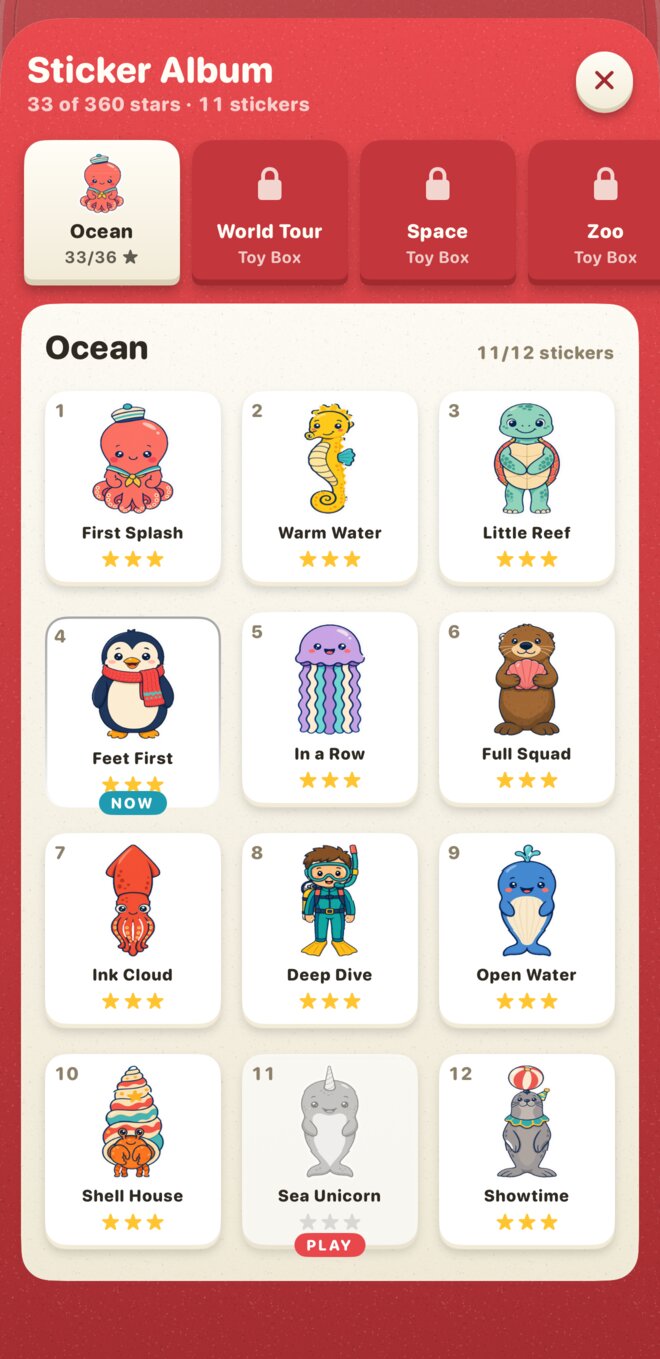 Sticker Album
33 of 360 stars · 11 stickers
Ocean
33/36 ★
World Tour
Toy Box
Space
Toy Box
Zoo
Toy Box
Ocean
11/12 stickers
1
First Splash
2
Warm Water
3
Little Reef
4
Feet First
NOW
5
In a Row
6
Full Squad
7
Ink Cloud
8
Deep Dive
9
Open Water
10
Shell House
11
Sea Unicorn
PLAY
12
Showtime